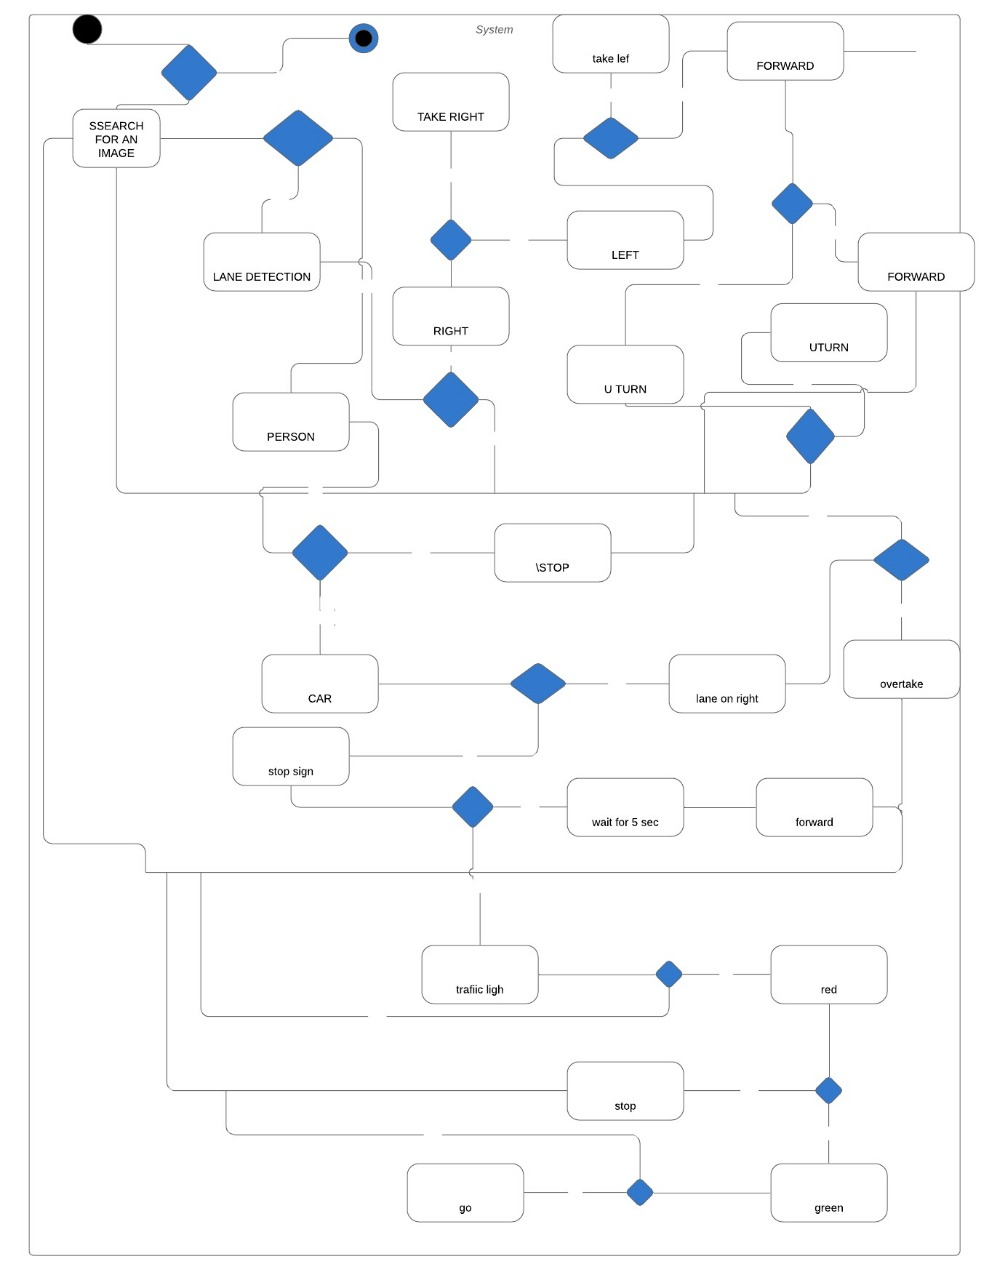 System
take lef
FORWARD
TAKE RIGHT
SSEARCH
FOR AN
IMAGE
LEFT
LANE DETECTION
FORWARD
RIGHT
UTURN
U TURN
PERSON
\STOP
CAR
lane on right
overtake
stop sign
wait for 5 sec
forward
trafiic ligh
red
stop
go
green